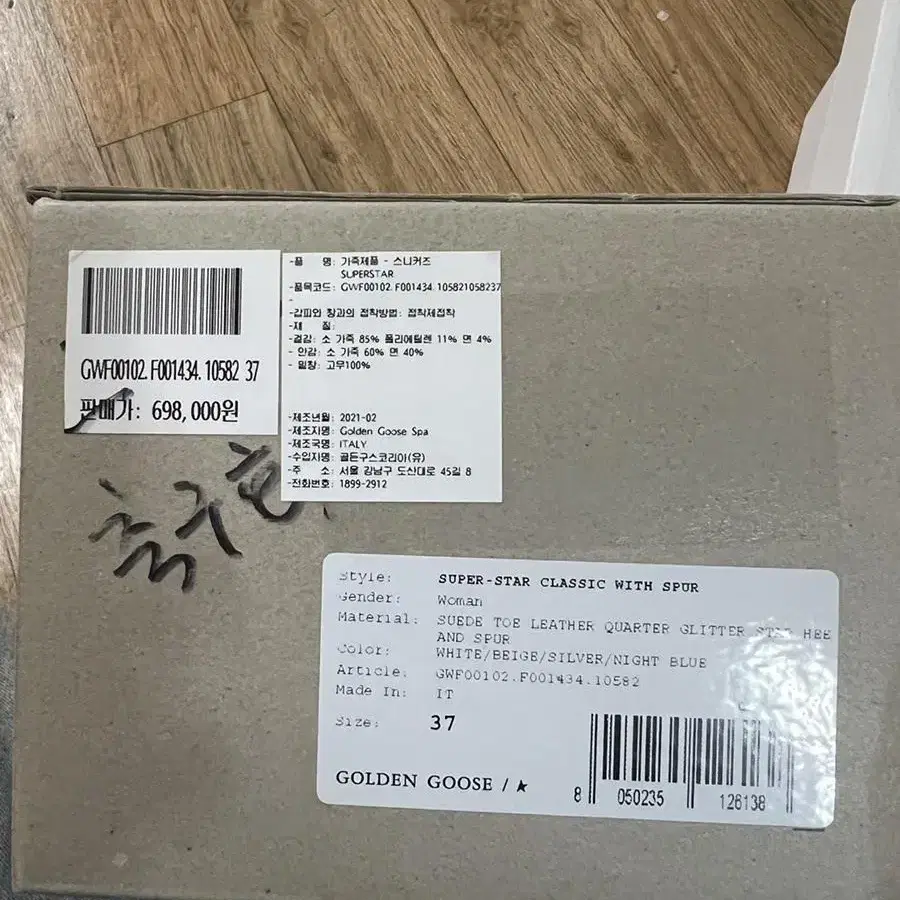 GWF00102.F001434.10582 37
판매가: 698,000원
-품 명: 가죽제품 - 스니커즈
SUPERSTAR
-품목코드: GWF00102.F001434.105821058237
-
-갑피와 창과의 접착방법: 접착제접착
-재 질:
-겉감: 소 가죽 85% 폴리에틸렌 11% 면 4%
- 안감: 소 가죽 60% 면 40%
- 밑창: 고무100%
-제조년월: 2021-02
-제조자명: Golden Goose Spa
-제조국명: ITALY
-수입자명: 골든구스코리아(유)
-주 소: 서울 강남구 도산대로 45길 8
-전화번호: 1899-2912
Style: SUPER-STAR CLASSIC WITH SPUR
Gender: Woman
Material: SUEDE TOE LEATHER QUARTER GLITTER STAR HEE
AND SPUR
Color: WHITE/BEIGE/SILVER/NIGHT BLUE
Article: GWF00102.F001434.10582
Made In: IT
Size: 37
GOLDEN GOOSE / ★
8 050235 126138